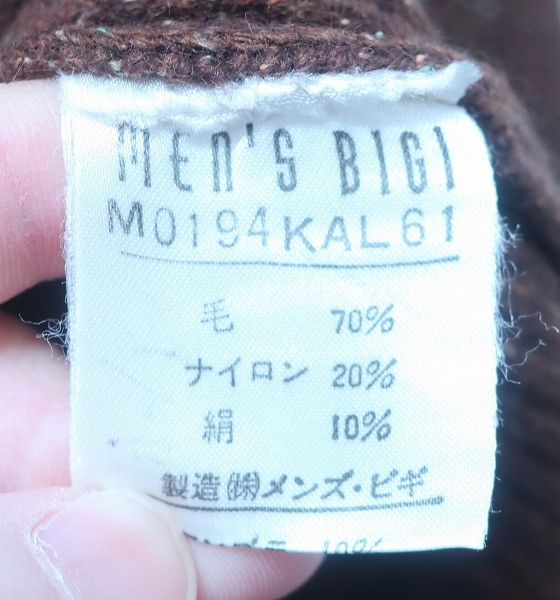 MEN'S BIGI
M0194KAL61
毛 70%
ナイロン 20%
絹 10%
製造(株)メンズ・ビギ
10%